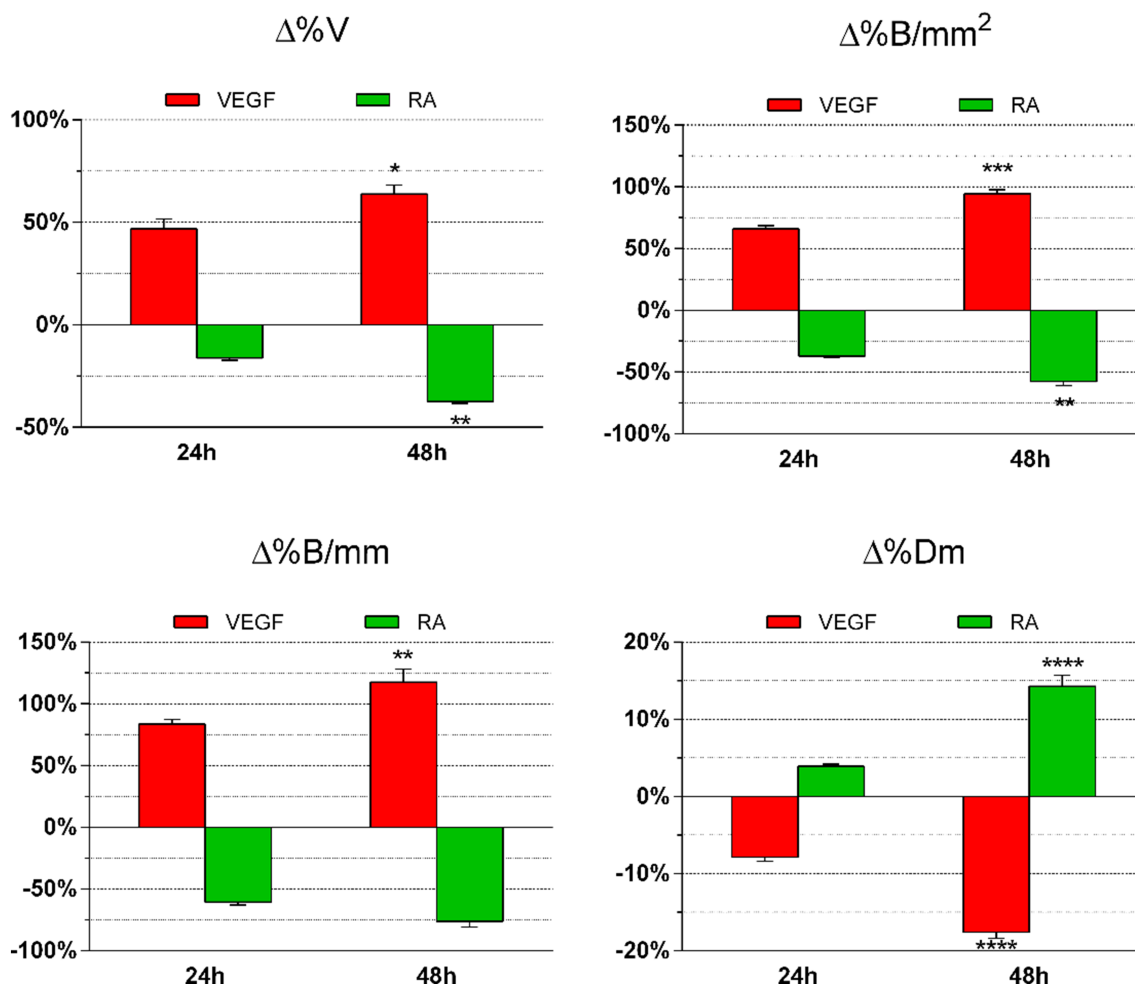 Δ%V
VEGF RA
100%
*
50%
0%
**
-50%
24h 48h
Δ%B/mm²
VEGF RA
150%
***
100%
50%
0%
-50%
**
-100%
24h 48h
Δ%B/mm
VEGF RA
150%
**
100%
50%
0%
-50%
-100%
24h 48h
Δ%Dm
VEGF RA
20%
****
10%
0%
-10%
****
-20%
24h 48h